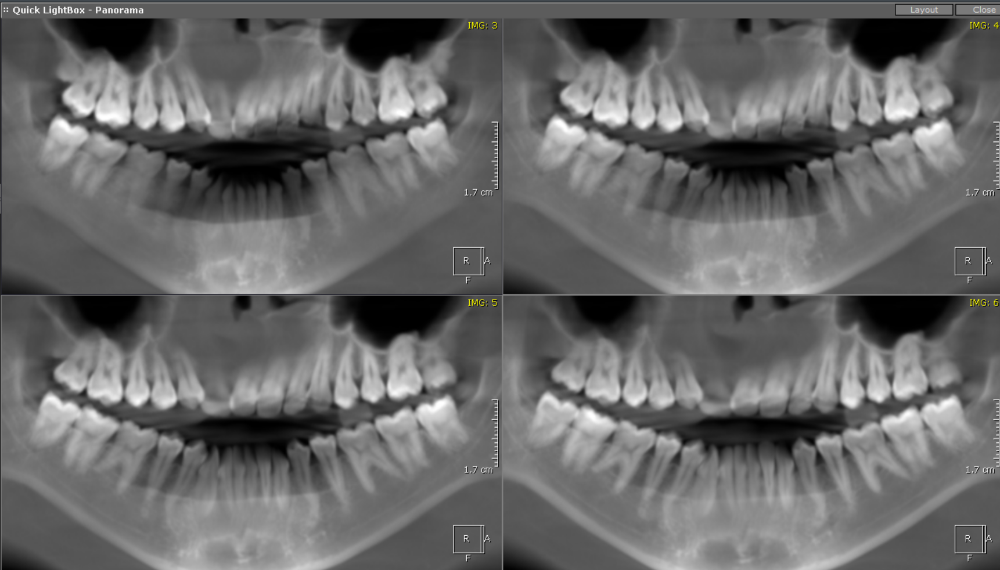 Quick LightBox - Panorama
Layout
Close
IMG: 3
1.7 cm
R
A
F
IMG: 4
1.7 cm
R
A
F
IMG: 5
1.7 cm
R
A
F
IMG: 6
1.7 cm
R
A
F